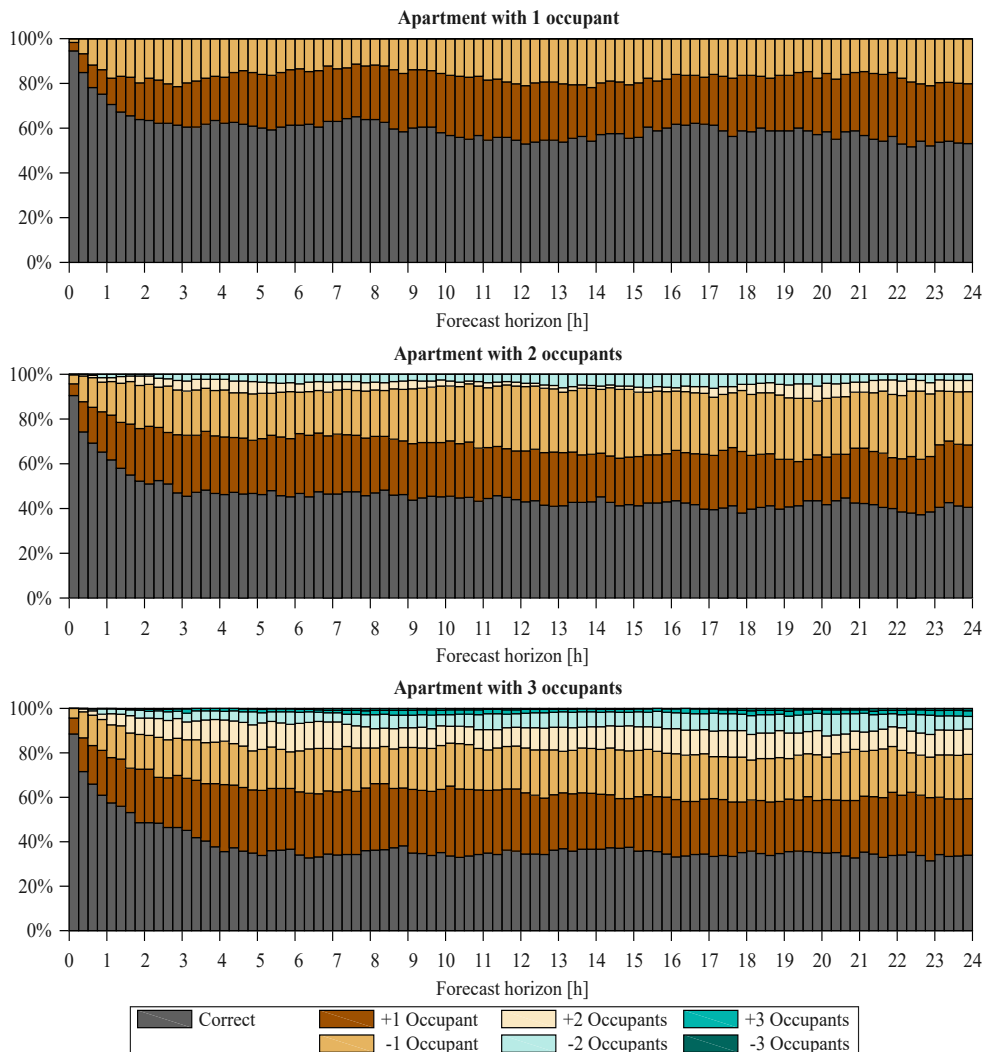 Apartment with 1 occupant
100%
80%
60%
40%
20%
0%
0 1 2 3 4 5 6 7 8 9 10 11 12 13 14 15 16 17 18 19 20 21 22 23 24
Forecast horizon [h]
Apartment with 2 occupants
100%
80%
60%
40%
20%
0%
0 1 2 3 4 5 6 7 8 9 10 11 12 13 14 15 16 17 18 19 20 21 22 23 24
Forecast horizon [h]
Apartment with 3 occupants
100%
80%
60%
40%
20%
0%
0 1 2 3 4 5 6 7 8 9 10 11 12 13 14 15 16 17 18 19 20 21 22 23 24
Forecast horizon [h]
Correct +1 Occupant +2 Occupants +3 Occupants
-1 Occupant -2 Occupants -3 Occupants